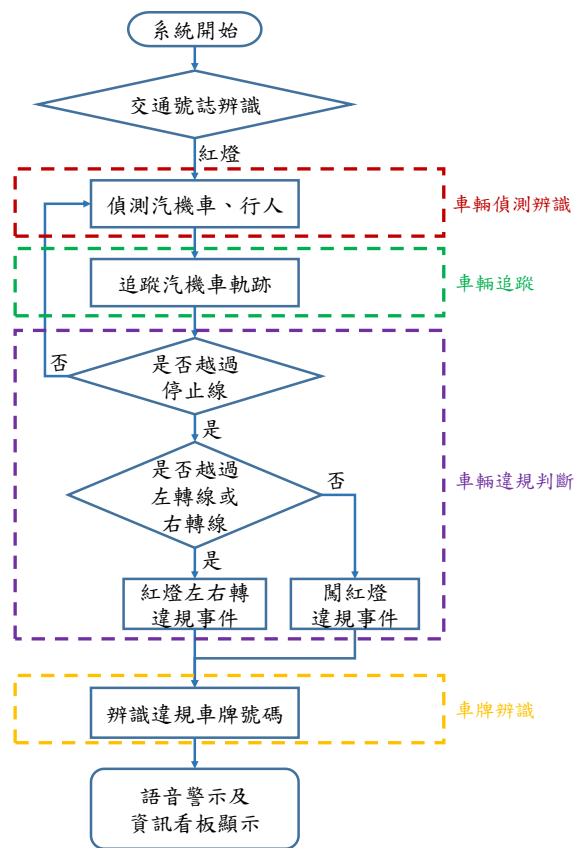 系統開始
交通號誌辨識
紅燈
偵測汽機車、行人
車輛偵測辨識
追蹤汽機車軌跡
車輛追蹤
否
是否越過
停止線
是
是否越過
左轉線或
右轉線
否
車輛違規判斷
是
紅燈左右轉
違規事件
闖紅燈
違規事件
辨識違規車牌號碼
車牌辨識
語音警示及
資訊看板顯示